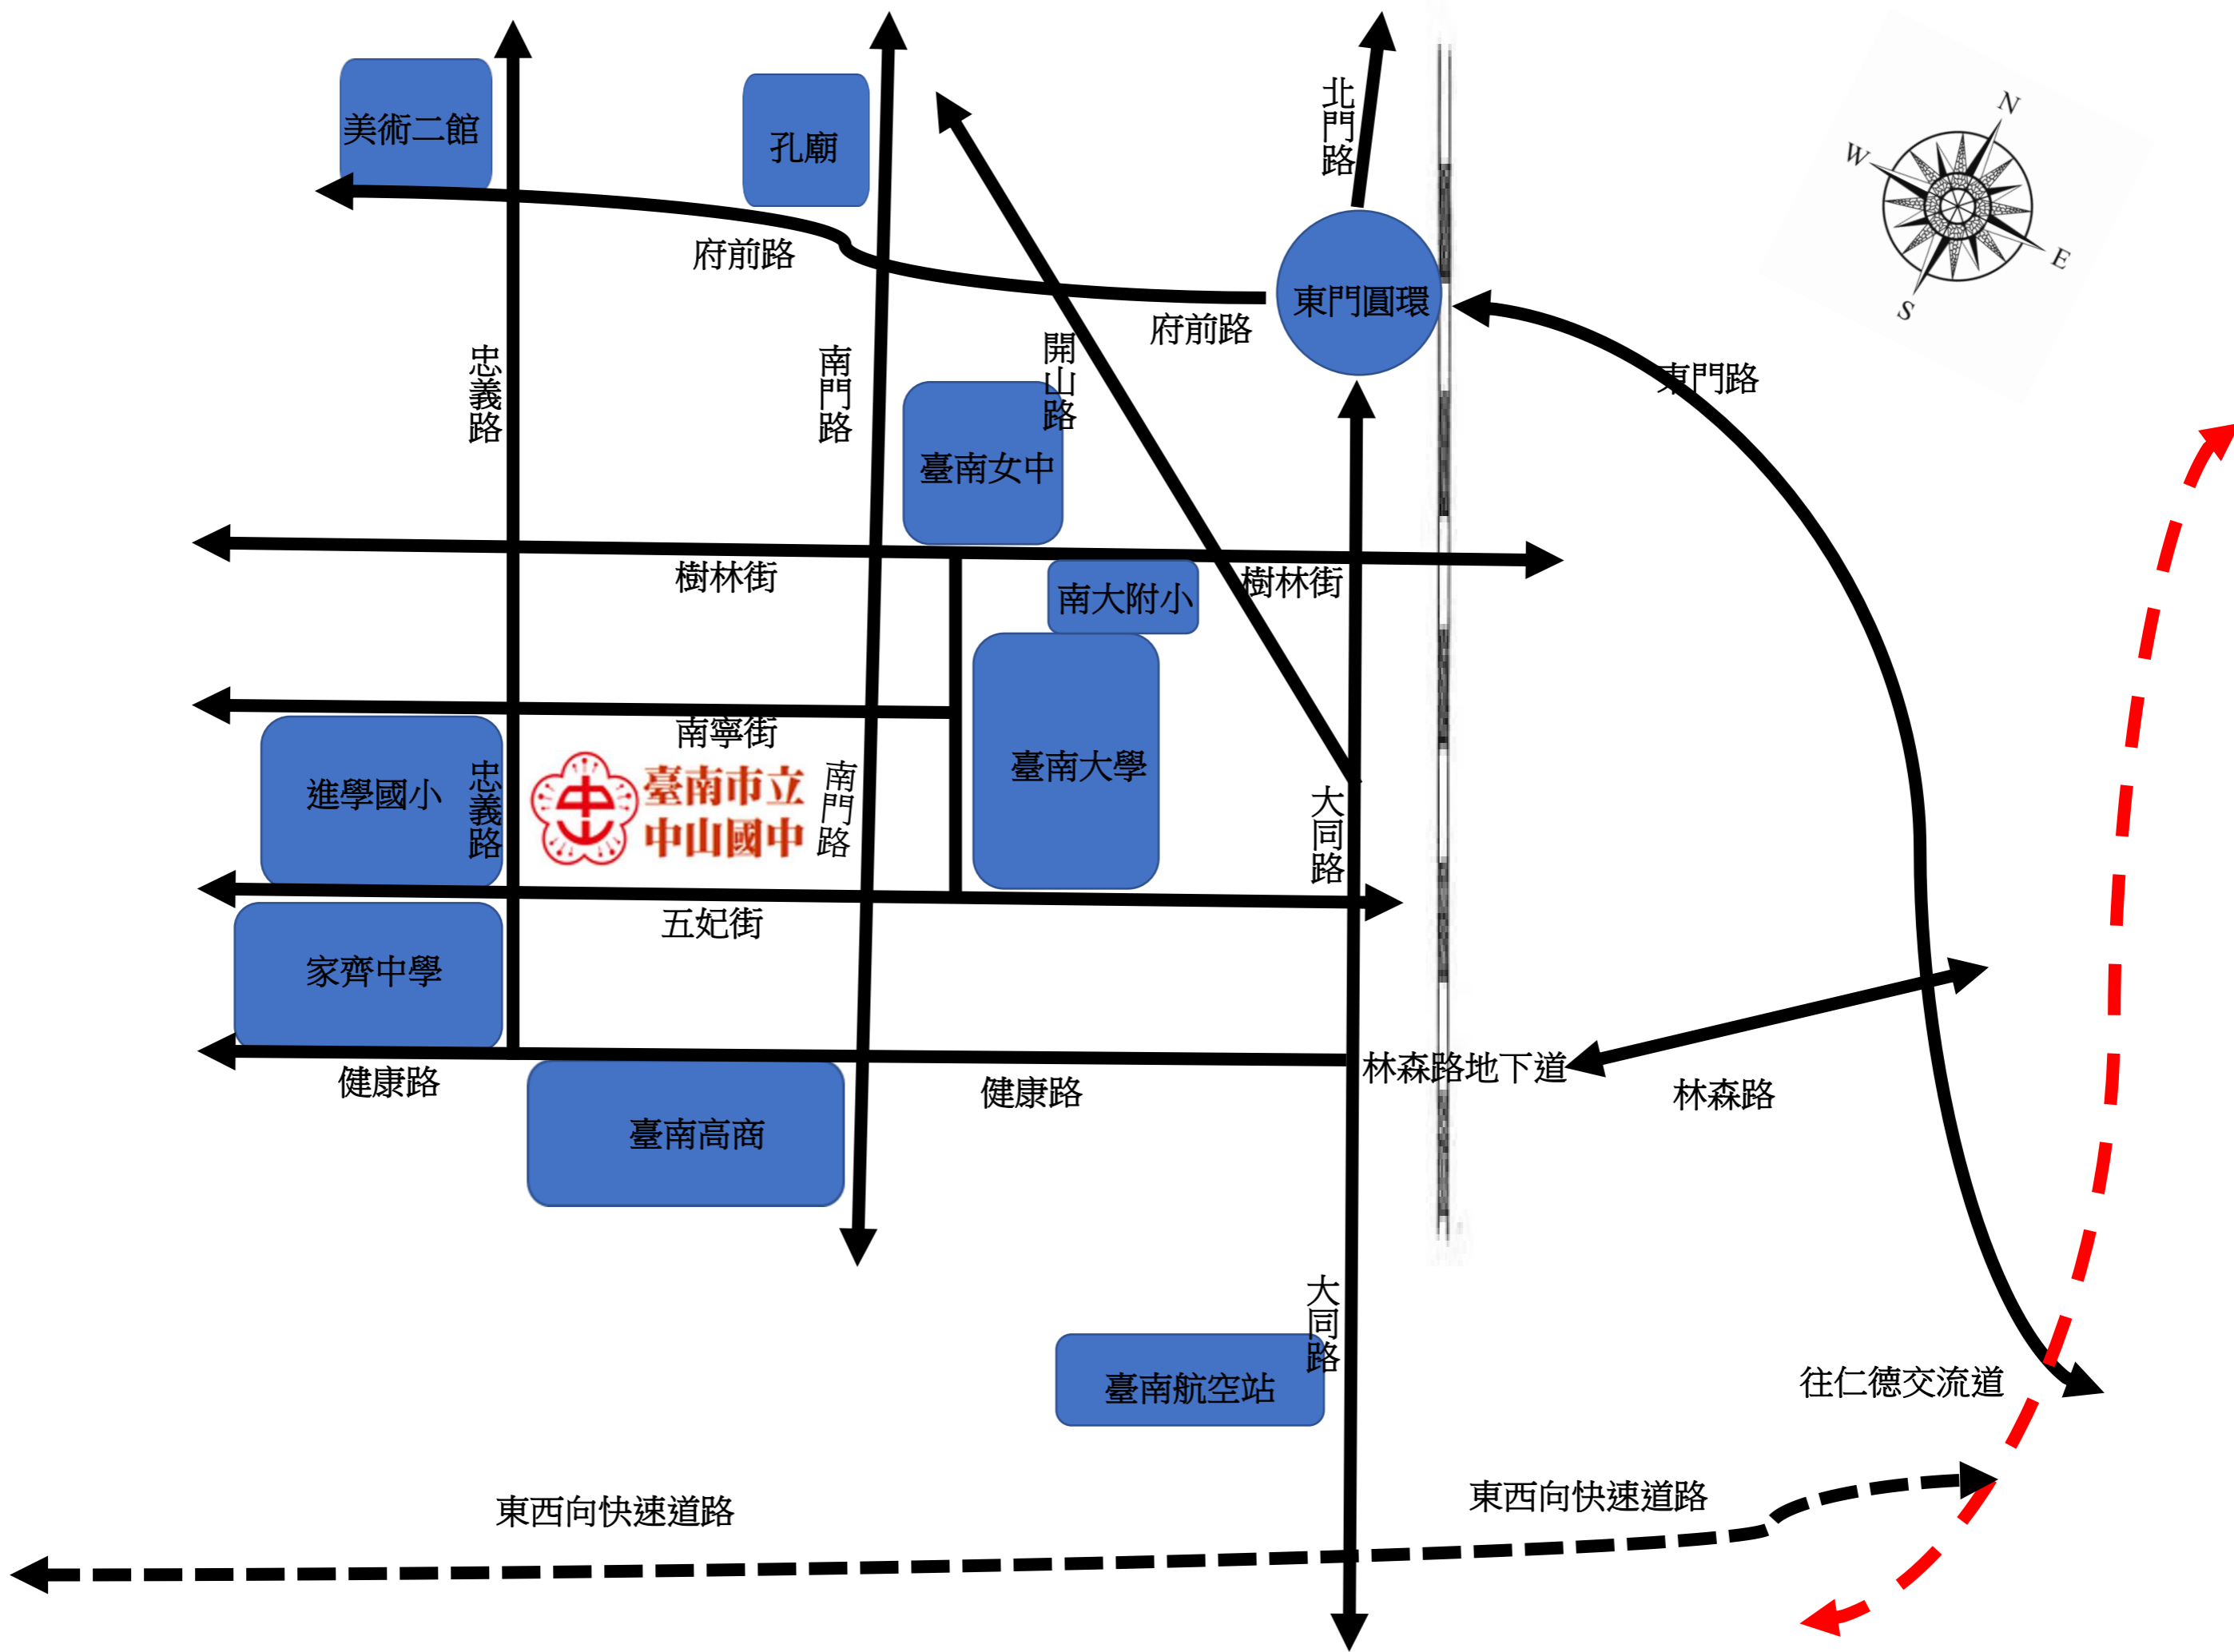 美術二館
孔廟
北門路
N
W
E
S
府前路
東門圓環
府前路
忠義路
南門路
開山路
東門路
臺南女中
樹林街
南大附小
樹林街
南寧街
進學國小
忠義路
臺南市立
中山國中
南門路
臺南大學
大同路
五妃街
家齊中學
健康路
健康路
林森路地下道
林森路
臺南高商
大同路
臺南航空站
往仁德交流道
東西向快速道路
東西向快速道路